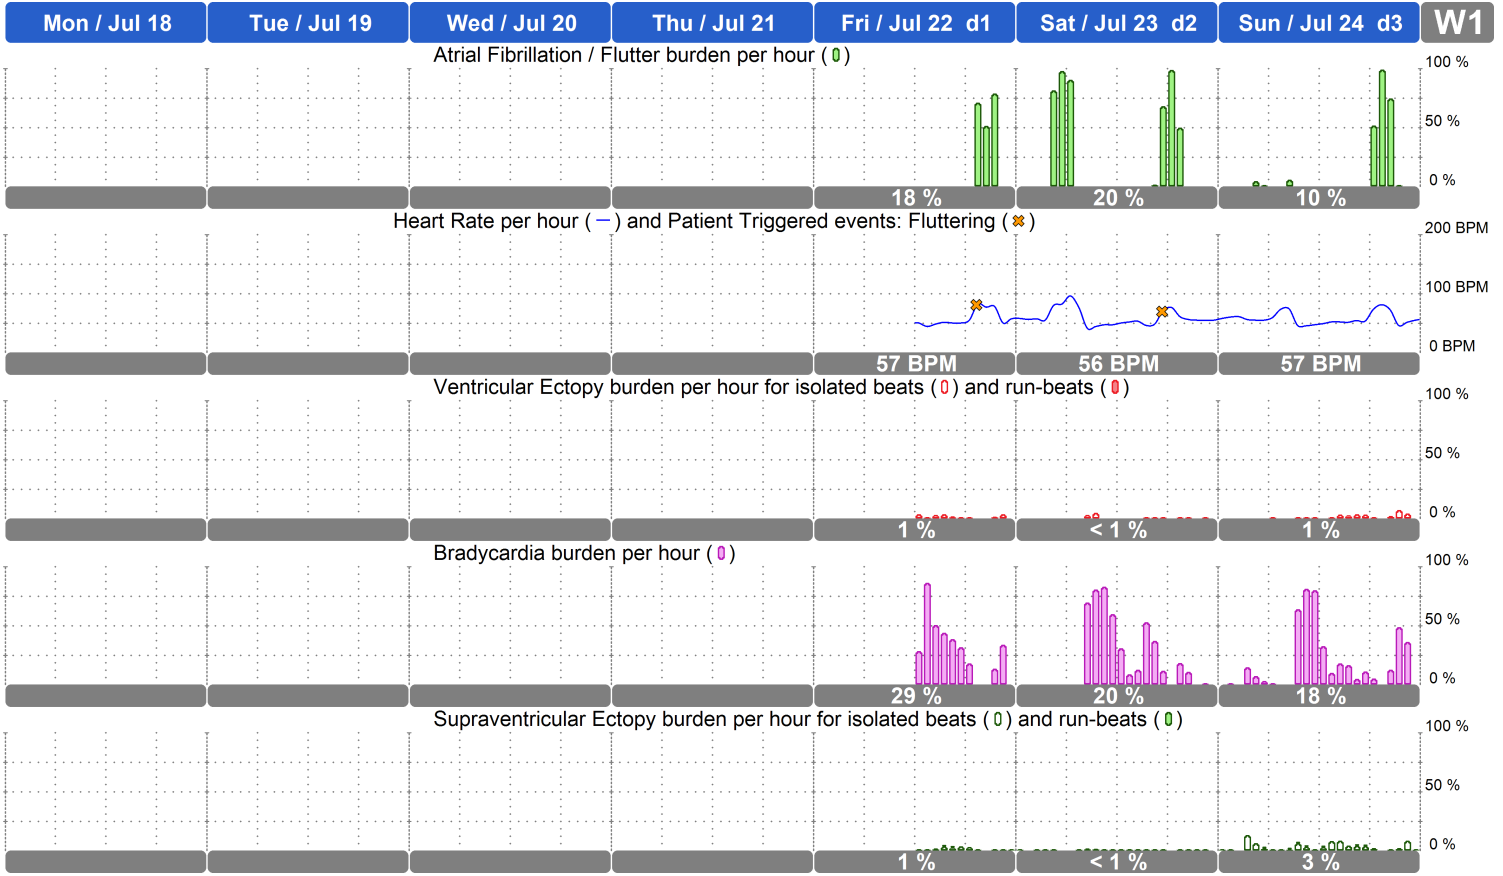 Mon / Jul 18 Tue / Jul 19 Wed / Jul 20 Thu / Jul 21 Fri / Jul 22 d1 Sat / Jul 23 d2 Sun / Jul 24 d3 W1
Atrial Fibrillation / Flutter burden per hour ( )
100 %
50 %
0 %
18 % 20 % 10 %
Heart Rate per hour ( ) and Patient Triggered events: Fluttering ( )
200 BPM
100 BPM
0 BPM
57 BPM 56 BPM 57 BPM
Ventricular Ectopy burden per hour for isolated beats ( ) and run-beats ( )
100 %
50 %
0 %
1 % < 1 % 1 %
Bradycardia burden per hour ( )
100 %
50 %
0 %
29 % 20 % 18 %
Supraventricular Ectopy burden per hour for isolated beats ( ) and run-beats ( )
100 %
50 %
0 %
1 % < 1 % 3 %